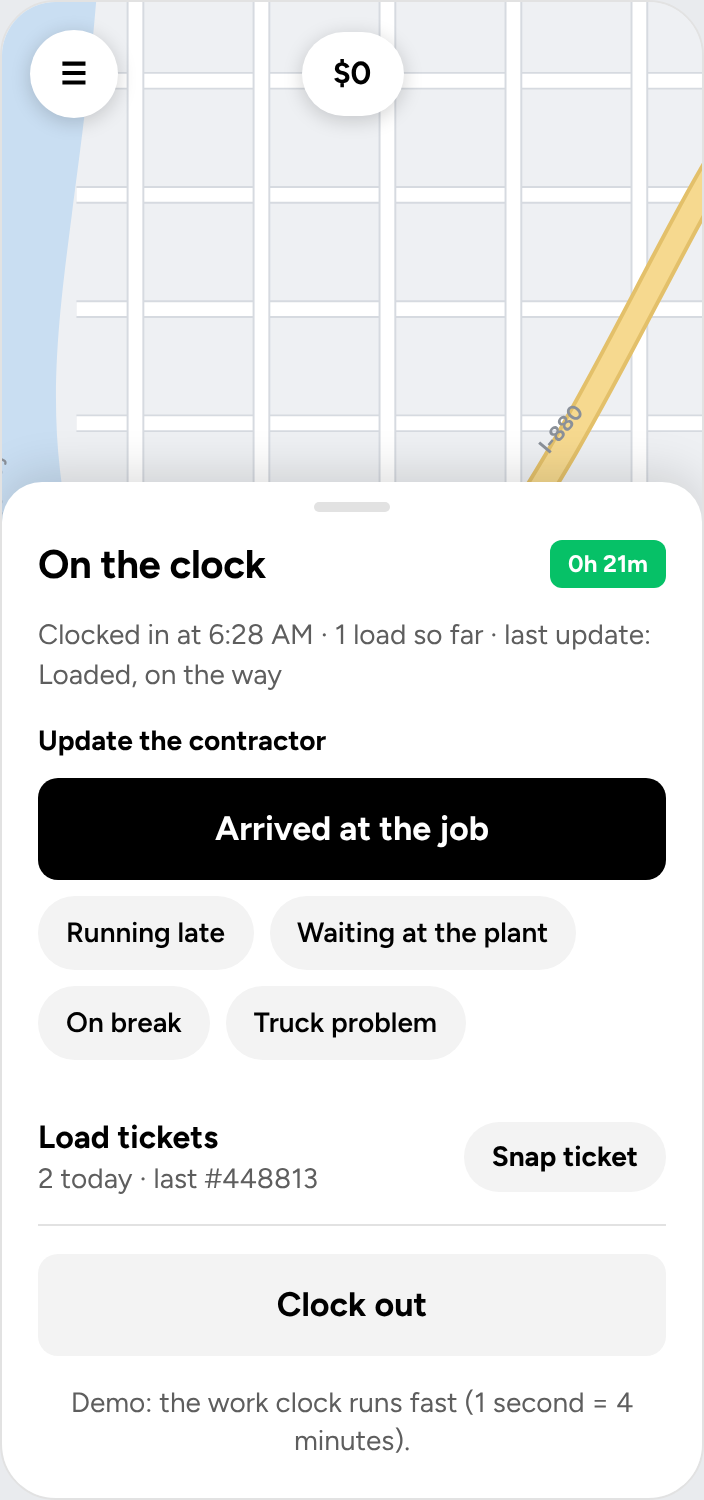 ☰
$0
I-880
On the clock
0h 21m
Clocked in at 6:28 AM · 1 load so far · last update:
Loaded, on the way
Update the contractor
Arrived at the job
Running late
Waiting at the plant
On break
Truck problem
Load tickets
2 today · last #448813
Snap ticket
Clock out
Demo: the work clock runs fast (1 second = 4
minutes).